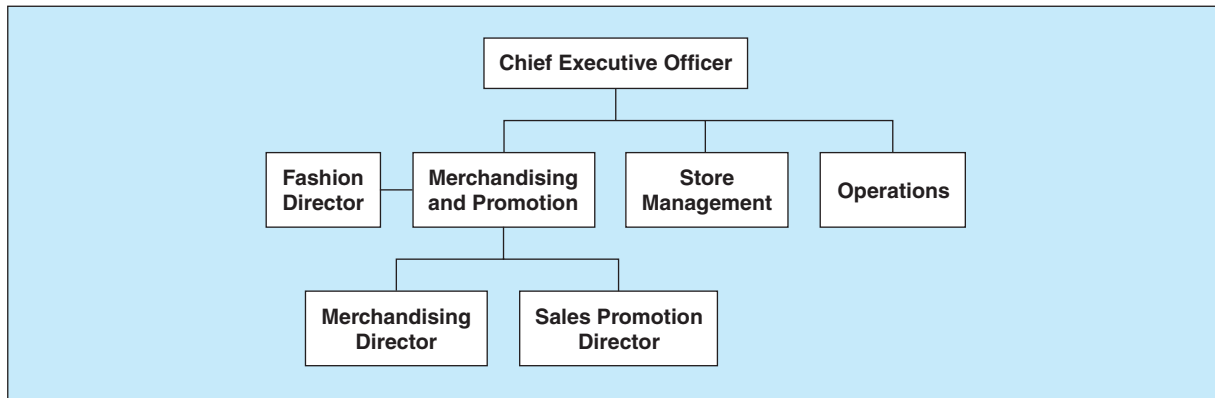 Chief Executive Officer
Fashion
Director
Merchandising
and Promotion
Store
Management
Operations
Merchandising
Director
Sales Promotion
Director